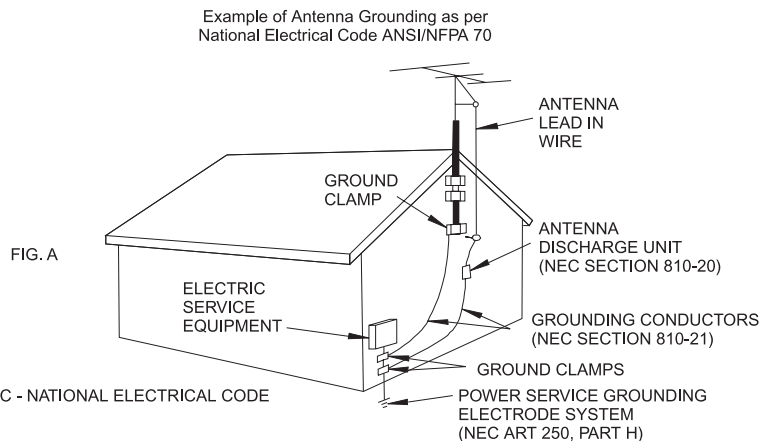 Example of Antenna Grounding as per
National Electrical Code ANSI/NFPA 70
ANTENNA
LEAD IN
WIRE
GROUND
CLAMP
ANTENNA
DISCHARGE UNIT
(NEC SECTION 810-20)
FIG. A
ELECTRIC
SERVICE
EQUIPMENT
GROUNDING CONDUCTORS
(NEC SECTION 810-21)
GROUND CLAMPS
C - NATIONAL ELECTRICAL CODE
POWER SERVICE GROUNDING
ELECTRODE SYSTEM
(NEC ART 250, PART H)